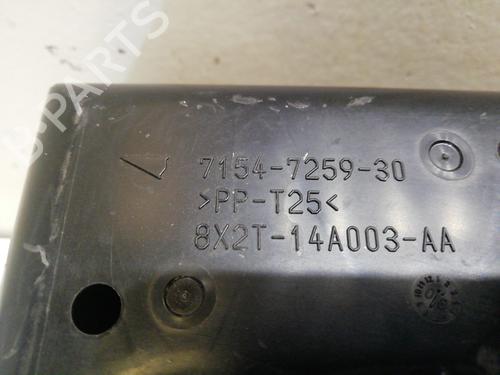 7154-7259-30
>PP-T25<
8X2T-14A003-AA
B-PARTS